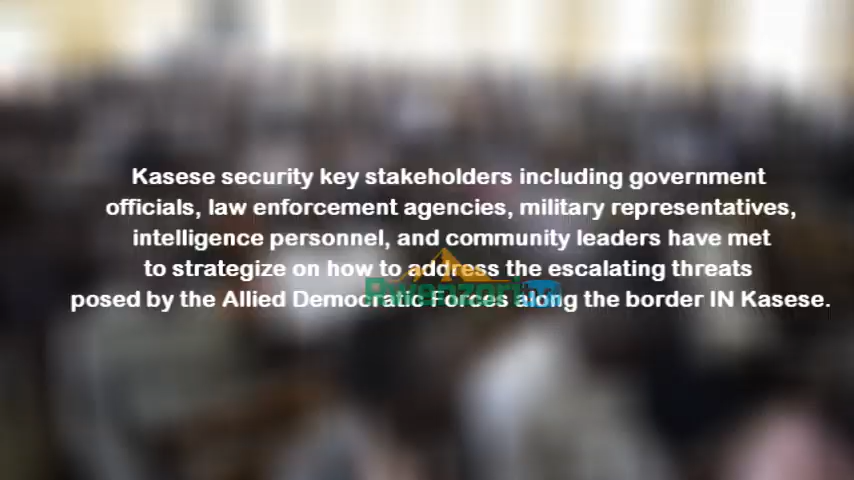 Kasese security key stakeholders including government
officials, law enforcement agencies, military representatives,
intelligence personnel, and community leaders have met
to strategize on how to address the escalating threats
posed by the Allied Democratic Forces along the border IN Kasese.
Rwenzori